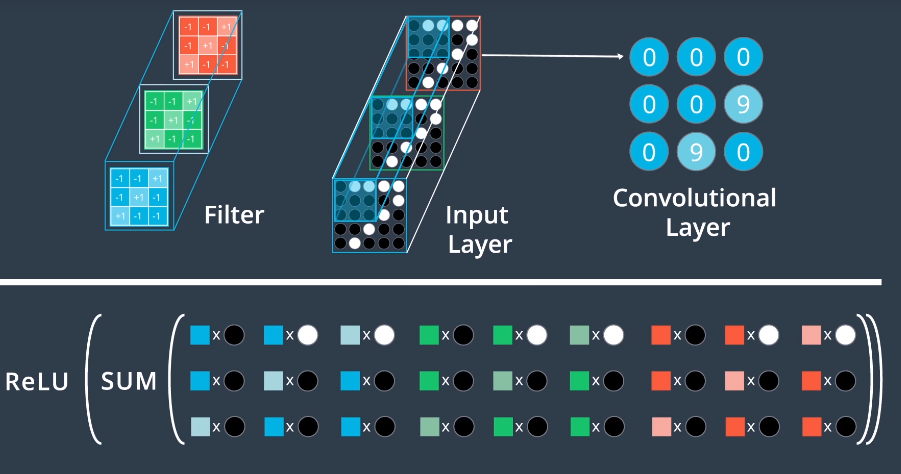 -1 -1 +1
-1 +1 -1
+1 -1 -1
-1 -1 +1
-1 +1 -1
+1 -1 -1
-1 -1 +1
-1 +1 -1
+1 -1 -1
Filter
Input
Layer
0 0 0
0 0 9
0 9 0
Convolutional
Layer
x x x x x x x x x
ReLU ( SUM ( x x x x x x x x x ))
x x x x x x x x x